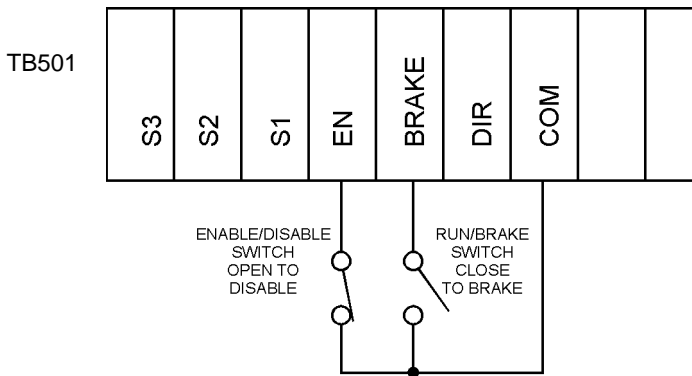 TB501
S3
S2
S1
EN
BRAKE
DIR
COM
ENABLE/DISABLE
SWITCH
OPEN TO
DISABLE
RUN/BRAKE
SWITCH
CLOSE
TO BRAKE